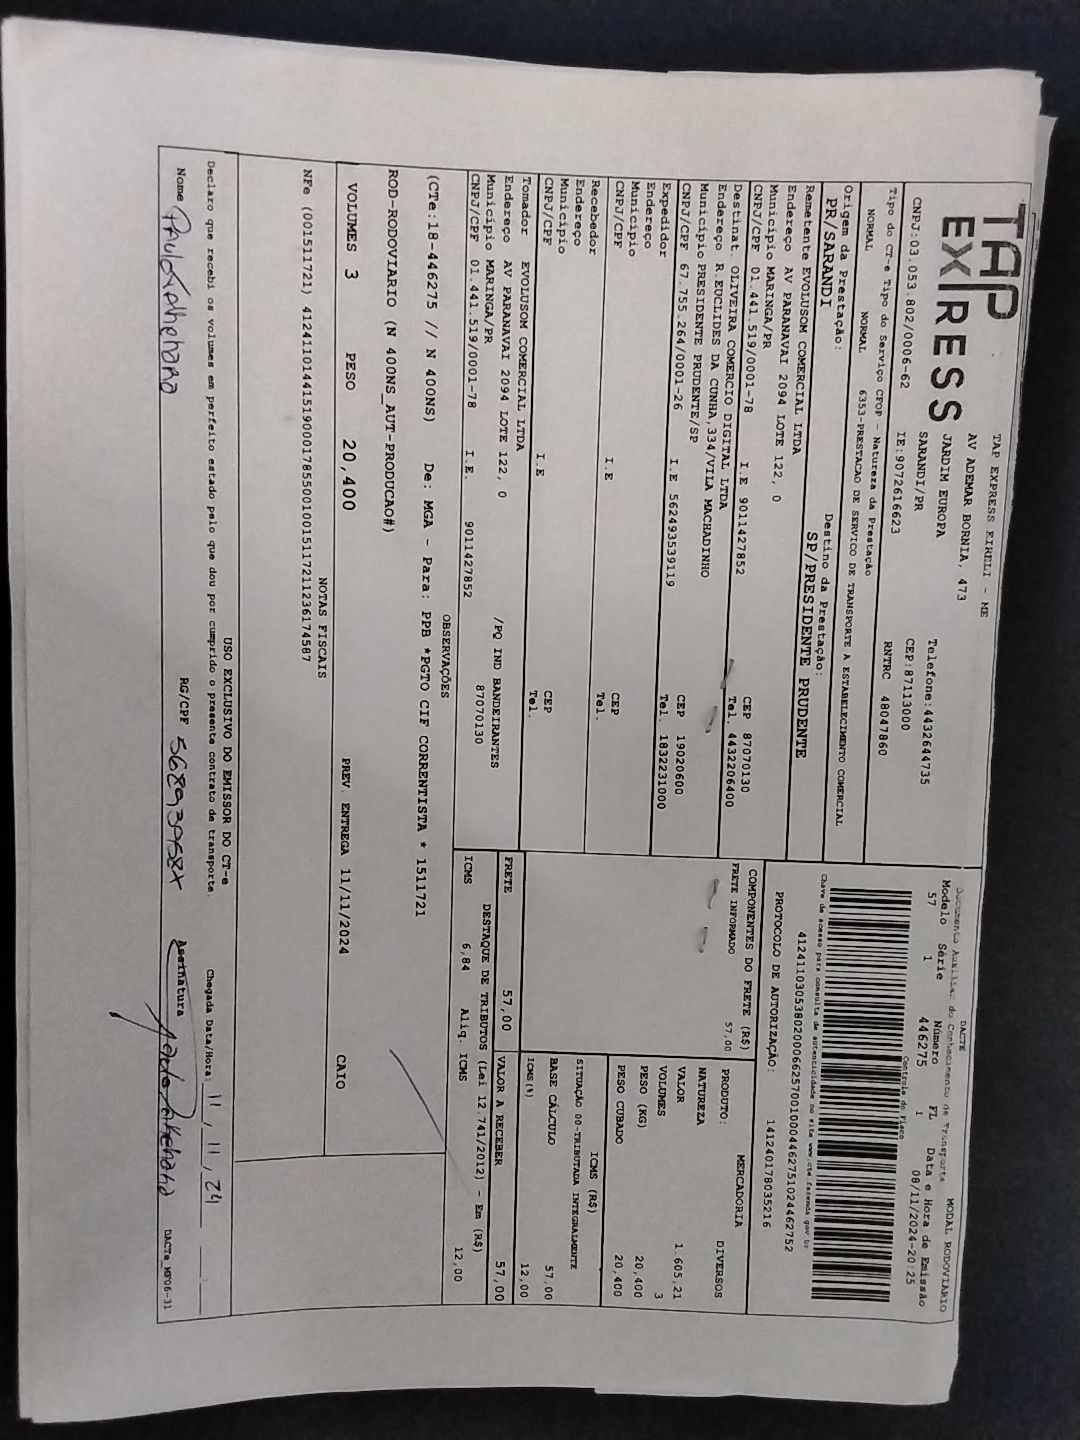 TAP EXPRESS
TAP EXPRESS EIRELI - ME
AV ADEMAR BORNIA, 473
JARDIM EUROPA
SARANDI/PR
Telefone:4432644735
CEP:87113000
CNPJ:03.053.802/0006-62
IE:9072616623
RNTRC 48047860
Tipo do CT-e Tipo do Serviço CFOP - Natureza da Prestação
NORMAL NORMAL 6353-PRESTACAO DE SERVICO DE TRANSPORTE A ESTABELECIMENTO COMERCIAL
Origem da Prestação: Destino da Prestação:
PR/SARANDI SP/PRESIDENTE PRUDENTE
DACTE MODAL RODOVIÁRIO
Documento Auxiliar do Conhecimento de Transporte
Modelo Série Número FL Data e Hora de Emissão
57 1 446275 1 08/11/2024-20:25
Controle do Fisco
Chave de acesso para consulta de autenticidade no site www.cte.fazenda.gov.br
41241103053802000662570010004462751024462752
PROTOCOLO DE AUTORIZAÇÃO: 141240178035216
Remetente EVOLUSOM COMERCIAL LTDA
Endereço AV PARANAVAI 2094 LOTE 122, 0
Município MARINGA/PR CEP 87070130
CNPJ/CPF 01.441.519/0001-78 I.E 9011427852 Tel. 4432206400
Destinat. OLIVEIRA COMERCIO DIGITAL LTDA
Endereço R.EUCLIDES DA CUNHA,334/VILA MACHADINHO
Município PRESIDENTE PRUDENTE/SP CEP 19020600
CNPJ/CPF 67.755.264/0001-26 I.E 562493539119 Tel. 1832231000
Expedidor
Endereço
Município CEP
CNPJ/CPF I.E Tel.
Recebedor
Endereço
Município CEP
CNPJ/CPF I.E Tel.
Tomador EVOLUSOM COMERCIAL LTDA
Endereço AV PARANAVAI 2094 LOTE 122, 0 /PQ IND BANDEIRANTES
Município MARINGA/PR 87070130
CNPJ/CPF 01.441.519/0001-78 I.E. 9011427852
COMPONENTES DO FRETE (R$)
FRETE INFORMADO 57,00
MERCADORIA
PRODUTO: DIVERSOS
NATUREZA
VALOR 1.605,21
VOLUMES 3
PESO (KG) 20,400
PESO CUBADO 20,400
ICMS (R$)
SITUAÇÃO 00-TRIBUTADA INTEGRALMENTE
BASE CÁLCULO 57,00
ICMS(%) 12,00
FRETE 57,00 VALOR A RECEBER 57,00
DESTAQUE DE TRIBUTOS (Lei 12.741/2012) - Em (R$)
ICMS 6,84 Aliq. ICMS 12,00
OBSERVAÇÕES
(CTe:18-446275 // N 400NS) De: MGA - Para: PPB *PGTO CIF CORRENTISTA * 1511721
ROD-RODOVIARIO (N 400NS_AUT-PRODUCAO#)
VOLUMES 3 PESO 20,400 PREV. ENTREGA 11/11/2024 CAIO
NOTAS FISCAIS
NFe (001511721) 41241101441519000178550010015117211236174587
USO EXCLUSIVO DO EMISSOR DO CT-e
Declaro que recebi os volumes em perfeito estado pelo que dou por cumprido o presente contrato de transporte. Chegada Data/Hora: 11/11/24 :
Nome RG/CPF Assinatura
DACTe_MF06-31